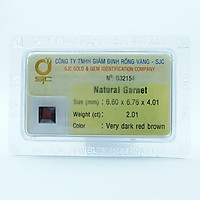 CÔNG TY TNHH GIÁM ĐỊNH RỒNG VÀNG - SJC
SJC GOLD & GEM IDENTIFICATION COMPANY
SJC
Nº 032154
Natural Garnet
Size (mm) : 6.60 x 6.76 x 4.01
Weight (ct) : 2.01
Color : Very dark red brown